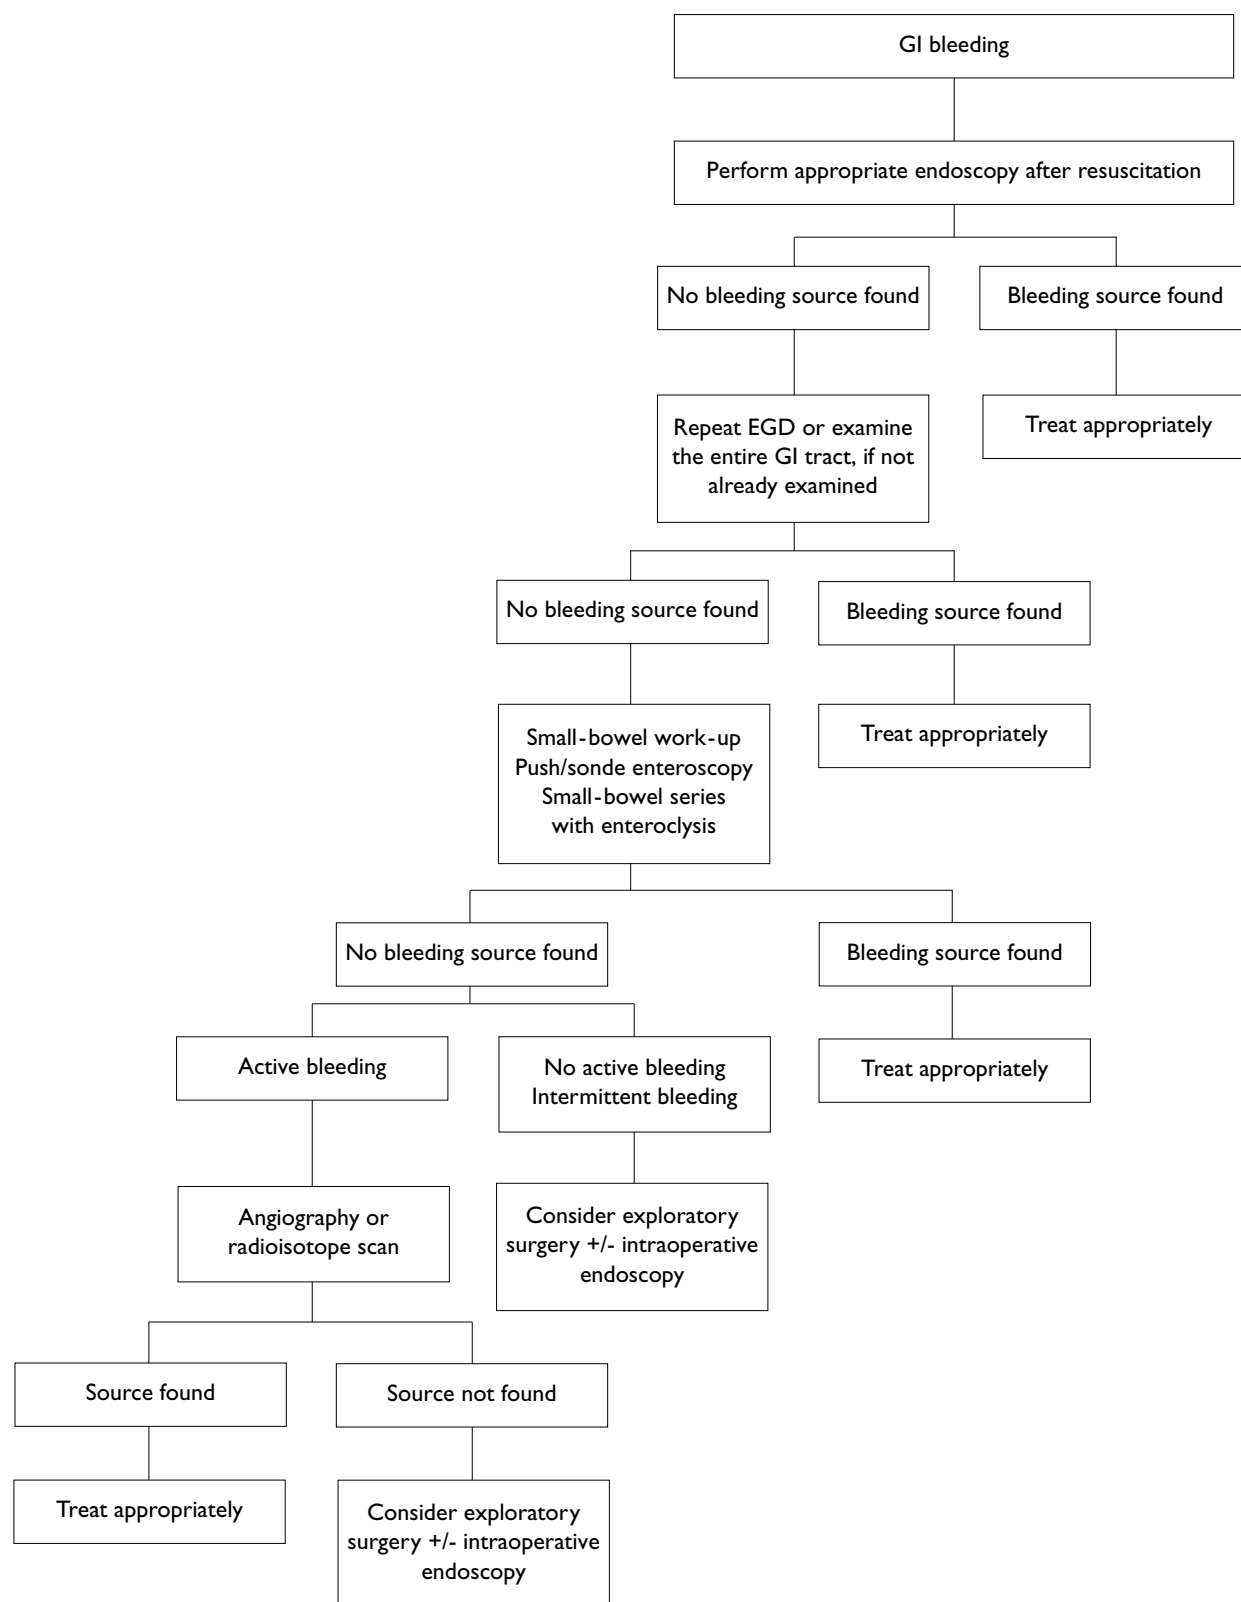 GI bleeding
Perform appropriate endoscopy after resuscitation
No bleeding source found
Bleeding source found
Repeat EGD or examine
the entire GI tract, if not
already examined
Treat appropriately
No bleeding source found
Bleeding source found
Small-bowel work-up
Push/sonde enteroscopy
Small-bowel series
with enteroclysis
Treat appropriately
No bleeding source found
Bleeding source found
Active bleeding
No active bleeding
Intermittent bleeding
Treat appropriately
Angiography or
radioisotope scan
Consider exploratory
surgery +/- intraoperative
endoscopy
Source found
Source not found
Treat appropriately
Consider exploratory
surgery +/- intraoperative
endoscopy